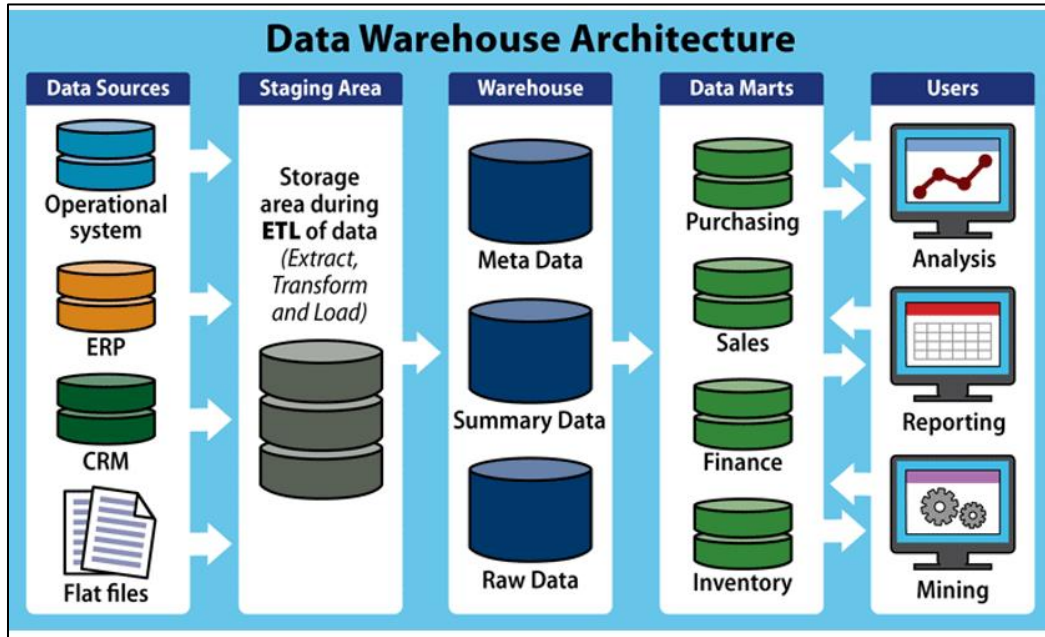 Data Warehouse Architecture
Data Sources
Operational
system
ERP
CRM
Flat files
Staging Area
Storage
area during
ETL of data
(Extract,
Transform
and Load)
Warehouse
Meta Data
Summary Data
Raw Data
Data Marts
Purchasing
Sales
Finance
Inventory
Users
Analysis
Reporting
Mining